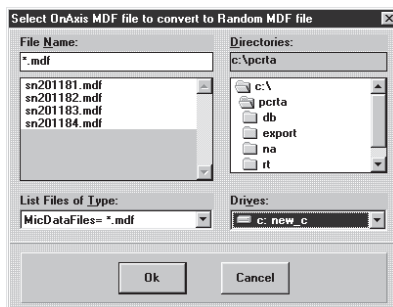 Select OnAxis MDF file to convert to Random MDF file
File Name:
*.mdf
sn201181.mdf
sn201182.mdf
sn201183.mdf
sn201184.mdf
Directories:
c:\pcrta
c:\
pcrta
db
export
na
rt
List Files of Type:
MicDataFiles= *.mdf
Drives:
c: new_c
Ok
Cancel